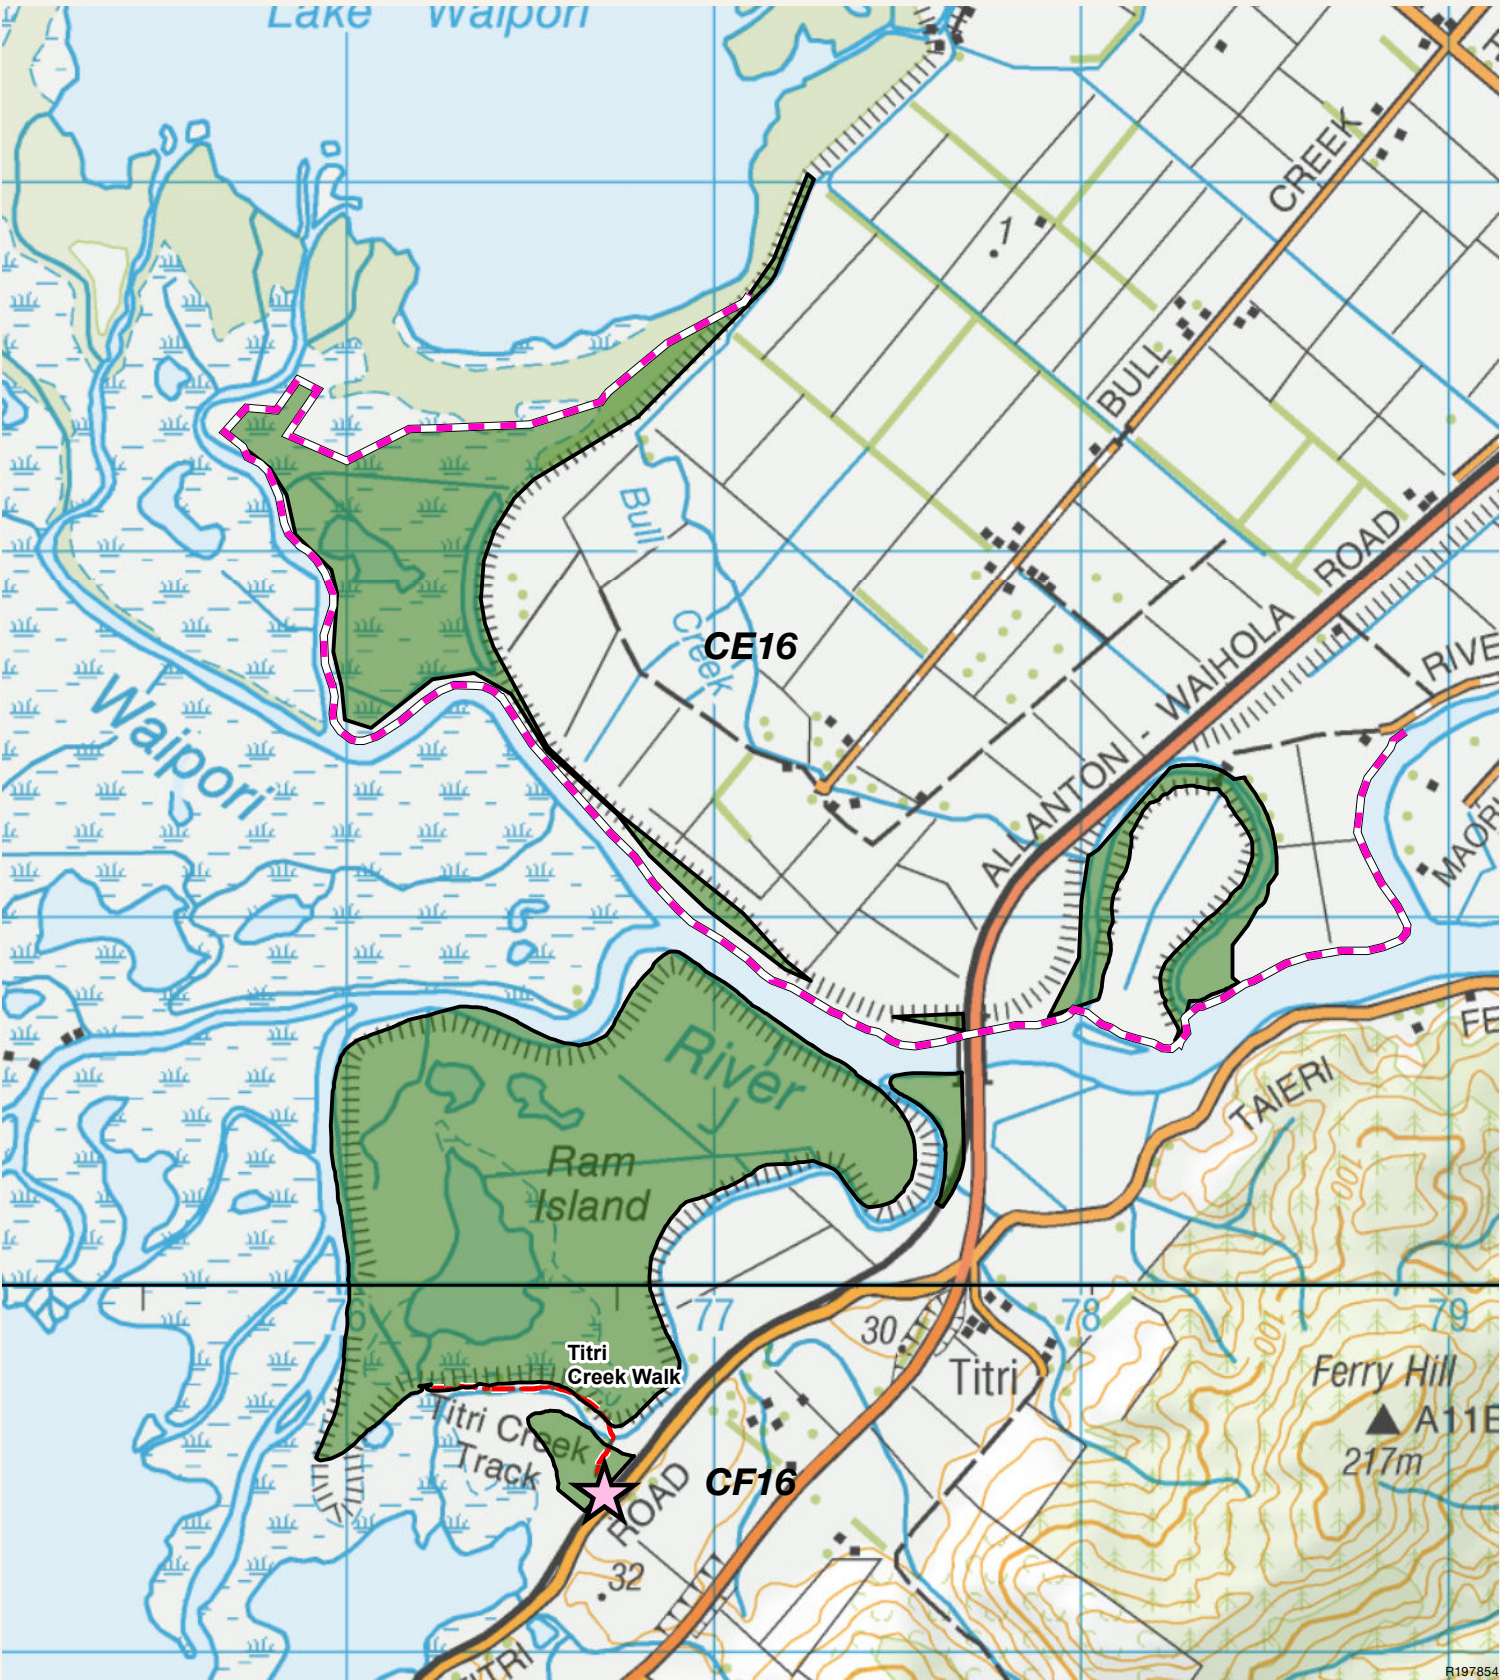 Lake Waipori
CREEK
1
BULL
Bull
Creek
CE16
ROAD
WAIHOLA
-
ALLANTON
RIVE
MAORI
Waipori
River
Ram
Island
TAIERI
FE
100
76
77
78
79
30
Titri
100
Ferry Hill
A11E
217m
Titri
Creek Walk
Titri Creek
Track
CF16
ROAD
32
TITRI
R197854